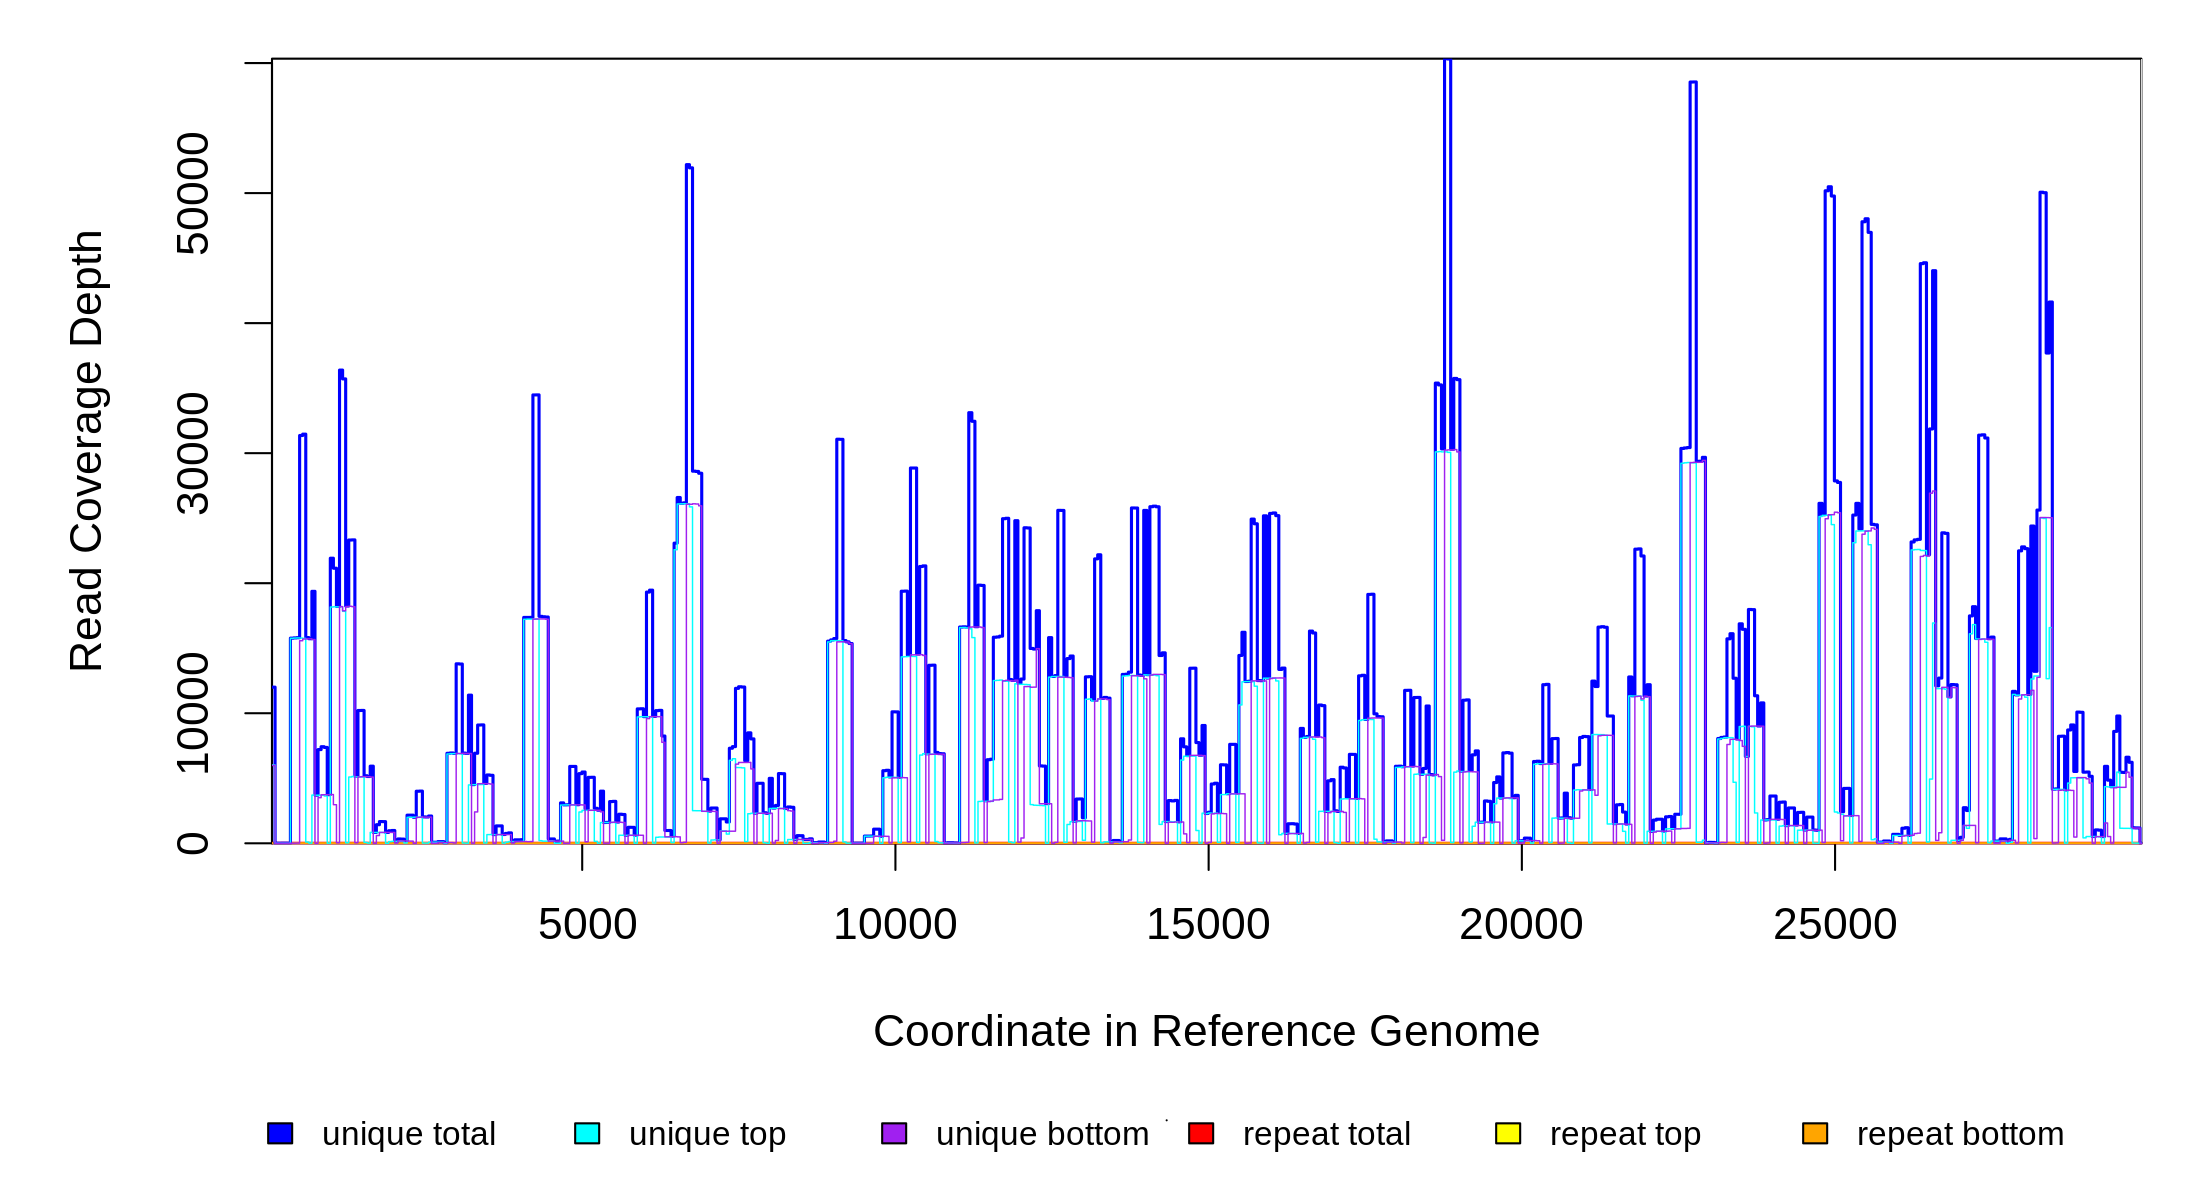 Read Coverage Depth
50000
30000
10000
0
5000 10000 15000 20000 25000
Coordinate in Reference Genome
unique total unique top unique bottom repeat total repeat top repeat bottom